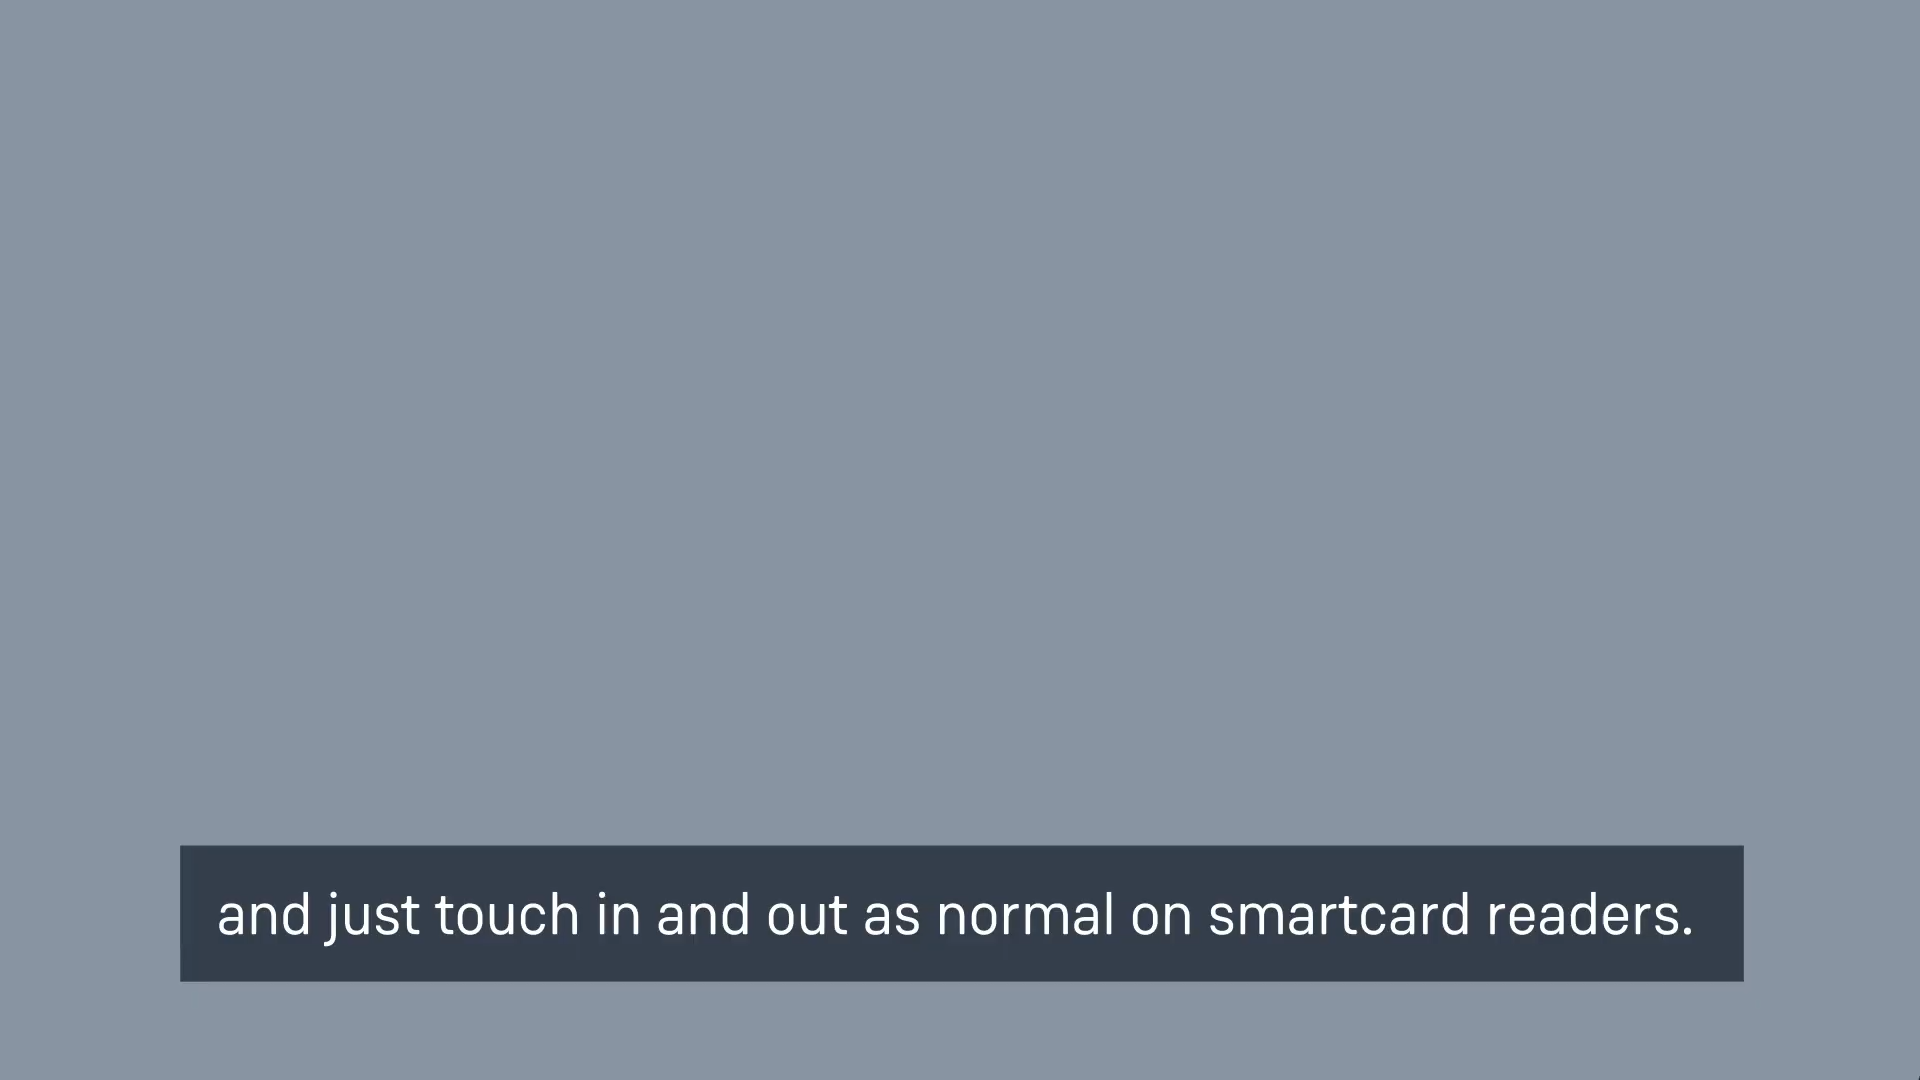 and just touch in and out as normal on smartcard readers.